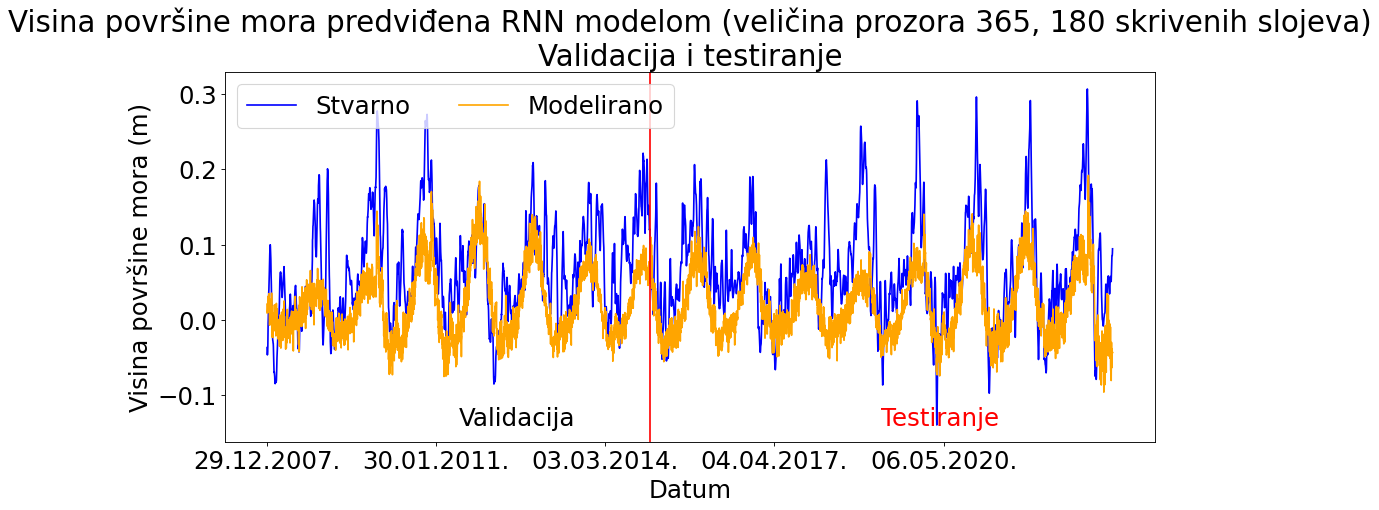 Visina površine mora predviđena RNN modelom (veličina prozora 365, 180 skrivenih slojeva)
Validacija i testiranje
Stvarno
Modelirano
Visina površine mora (m)
0.3
0.2
0.1
0.0
−0.1
Validacija
Testiranje
29.12.2007.
30.01.2011.
03.03.2014.
04.04.2017.
06.05.2020.
Datum